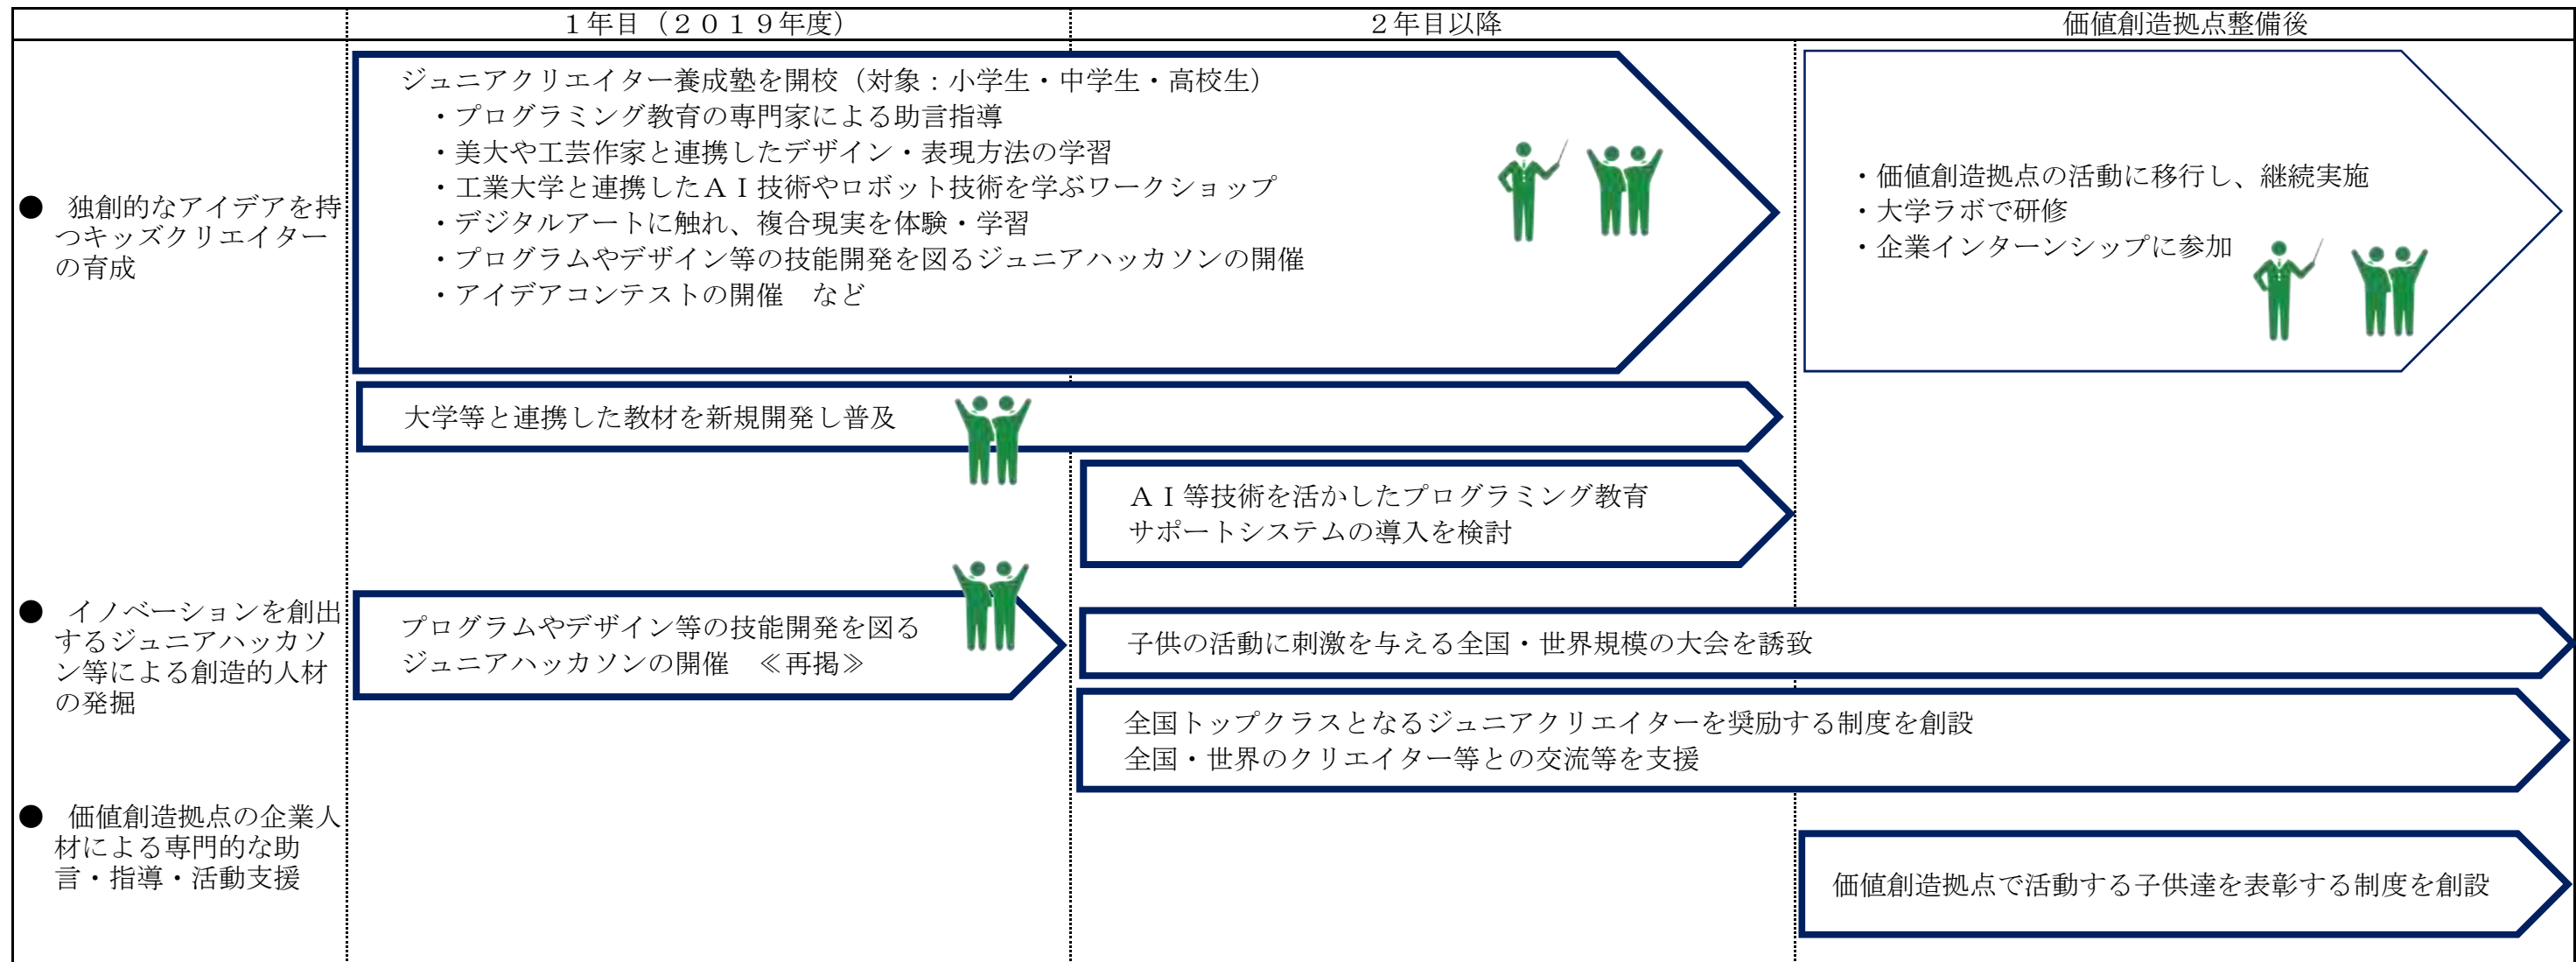 １年目（２０１９年度）
２年目以降
価値創造拠点整備後
●　独創的なアイデアを持
つキッズクリエイター
の育成
ジュニアクリエイター養成塾を開校（対象：小学生・中学生・高校生）
・プログラミング教育の専門家による助言指導
・美大や工芸作家と連携したデザイン・表現方法の学習
・工業大学と連携したＡＩ技術やロボット技術を学ぶワークショップ
・デジタルアートに触れ、複合現実を体験・学習
・プログラムやデザイン等の技能開発を図るジュニアハッカソンの開催
・アイデアコンテストの開催　など
・価値創造拠点の活動に移行し、継続実施
・大学ラボで研修
・企業インターンシップに参加
大学等と連携した教材を新規開発し普及
ＡＩ等技術を活かしたプログラミング教育
サポートシステムの導入を検討
●　イノベーションを創出
するジュニアハッカソ
ン等による創造的人材
の発掘
プログラムやデザイン等の技能開発を図る
ジュニアハッカソンの開催　≪再掲≫
子供の活動に刺激を与える全国・世界規模の大会を誘致
全国トップクラスとなるジュニアクリエイターを奨励する制度を創設
全国・世界のクリエイター等との交流等を支援
●　価値創造拠点の企業人
材による専門的な助
言・指導・活動支援
価値創造拠点で活動する子供達を表彰する制度を創設